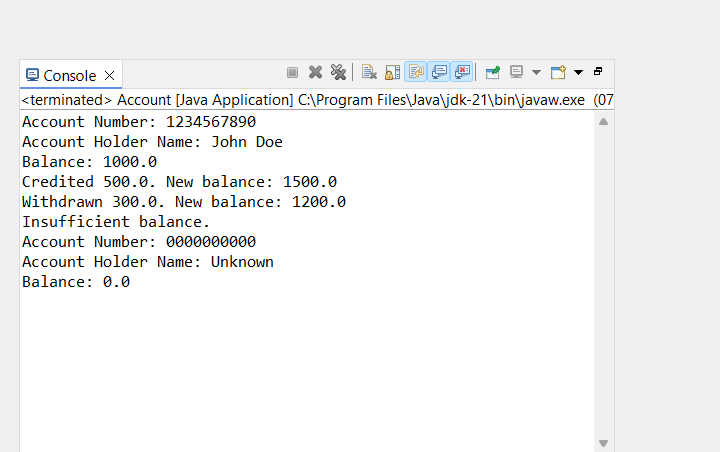 Console
<terminated> Account [Java Application] C:\Program Files\Java\jdk-21\bin\javaw.exe (07
Account Number: 1234567890
Account Holder Name: John Doe
Balance: 1000.0
Credited 500.0. New balance: 1500.0
Withdrawn 300.0. New balance: 1200.0
Insufficient balance.
Account Number: 0000000000
Account Holder Name: Unknown
Balance: 0.0